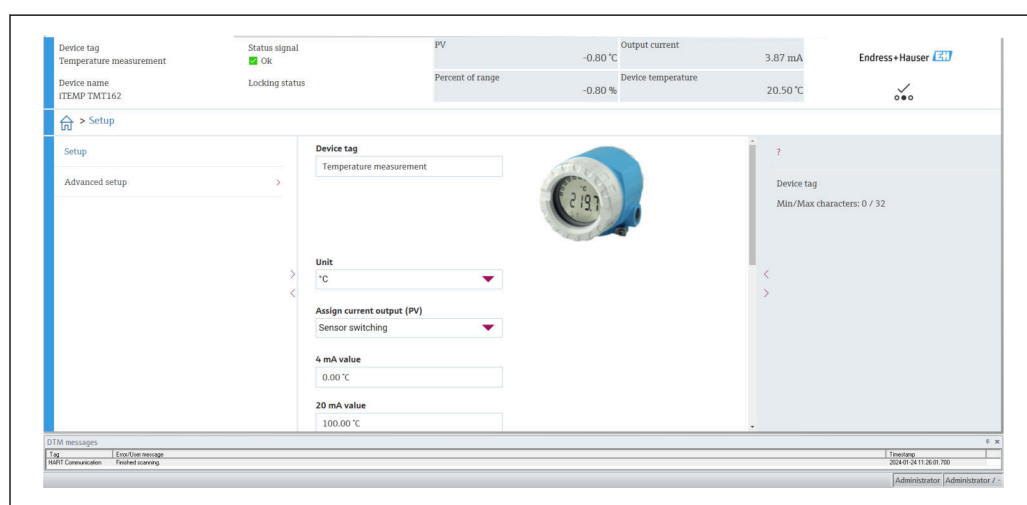 Device tag
Temperature measurement
Status signal
Ok
PV
-0.80 °C
Output current
3.87 mA
Endress+Hauser EH
Device name
iTEMP TMT162
Locking status
Percent of range
-0.80 %
Device temperature
20.50 °C
> Setup
Setup
Advanced setup >
Device tag
Temperature measurement
°C
219.7
?
Device tag
Min/Max characters: 0 / 32
Unit
°C
Assign current output (PV)
Sensor switching
4 mA value
0.00 °C
20 mA value
100.00 °C
DTM messages
Tag Error/User message Timestamp
HART Communication Finished scanning. 2024-01-24 11:26:01.700
Administrator Administrator / -